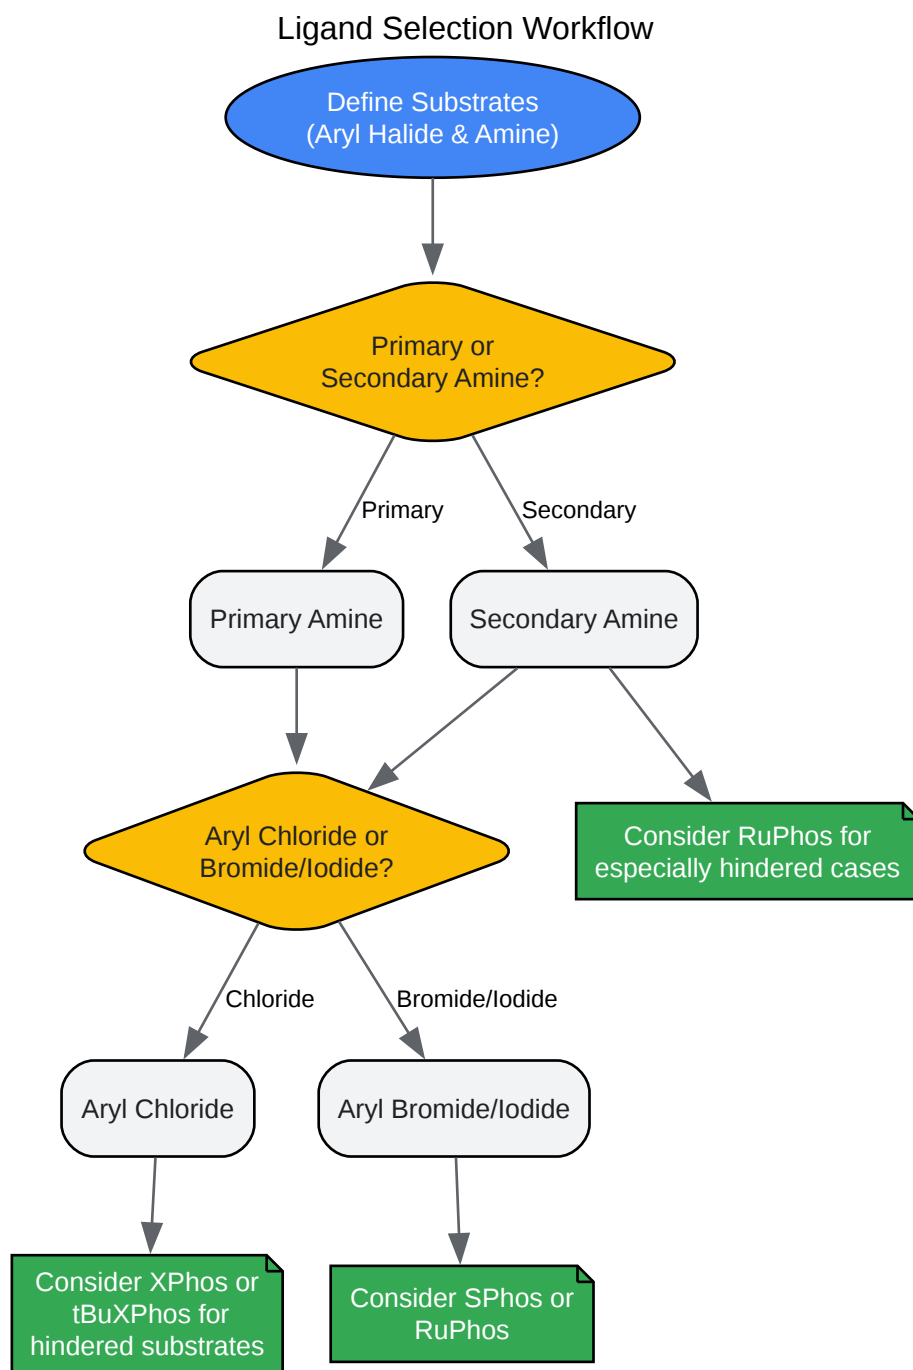 Ligand Selection Workflow
Define Substrates
(Aryl Halide & Amine)
Primary or
Secondary Amine?
Primary
Secondary
Primary Amine
Secondary Amine
Aryl Chloride or
Bromide/Iodide?
Consider RuPhos for
especially hindered cases
Chloride
Bromide/Iodide
Aryl Chloride
Aryl Bromide/Iodide
Consider XPhos or
tBuXPhos for
hindered substrates
Consider SPhos or
RuPhos